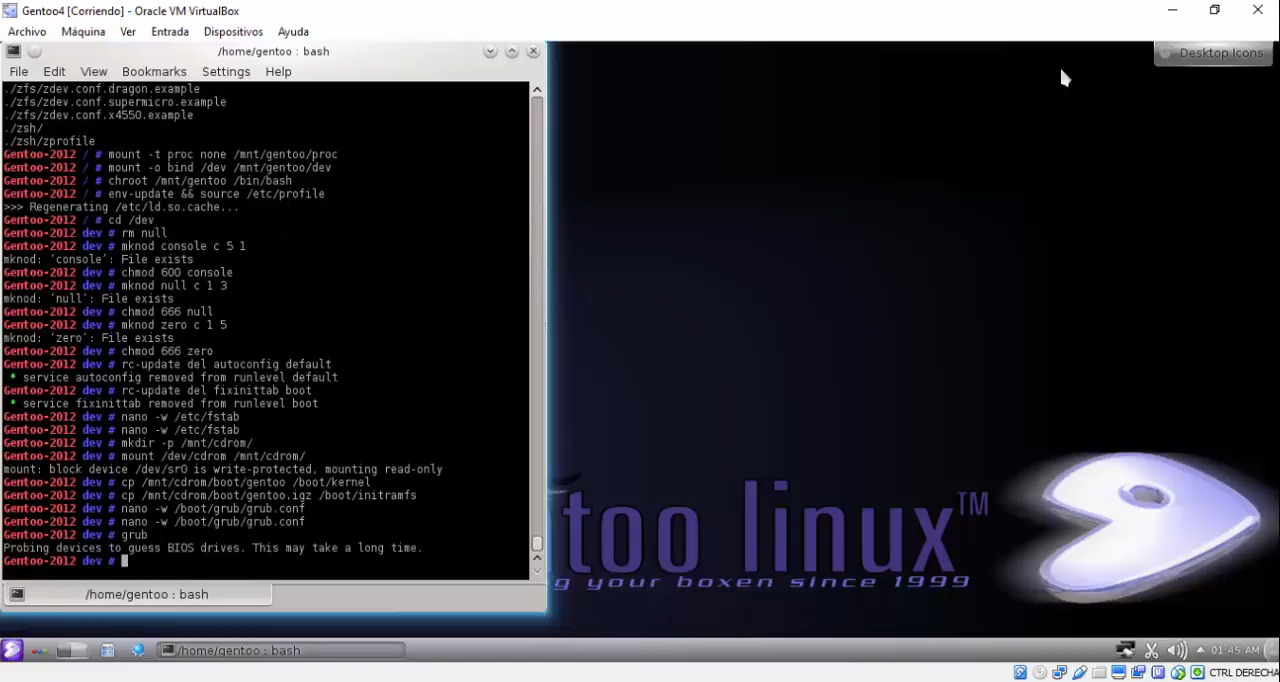 Gentoo4 [Corriendo] - Oracle VM VirtualBox
Archivo Máquina Ver Entrada Dispositivos Ayuda
/home/gentoo : bash
File Edit View Bookmarks Settings Help
./zfs/zdev.conf.dragon.example
./zfs/zdev.conf.supermicro.example
./zfs/zdev.conf.x4550.example
./zsh/
./zsh/zprofile
Gentoo-2012 / # mount -t proc none /mnt/gentoo/proc
Gentoo-2012 / # mount -o bind /dev /mnt/gentoo/dev
Gentoo-2012 / # chroot /mnt/gentoo /bin/bash
Gentoo-2012 / # env-update && source /etc/profile
>>> Regenerating /etc/ld.so.cache...
Gentoo-2012 / # cd /dev
Gentoo-2012 dev # rm null
Gentoo-2012 dev # mknod console c 5 1
mknod: ‘console’: File exists
Gentoo-2012 dev # chmod 600 console
Gentoo-2012 dev # mknod null c 1 3
mknod: ‘null’: File exists
Gentoo-2012 dev # chmod 666 null
Gentoo-2012 dev # mknod zero c 1 5
mknod: ‘zero’: File exists
Gentoo-2012 dev # chmod 666 zero
Gentoo-2012 dev # rc-update del autoconfig default
* service autoconfig removed from runlevel default
Gentoo-2012 dev # rc-update del fixinittab boot
* service fixinittab removed from runlevel boot
Gentoo-2012 dev # nano -w /etc/fstab
Gentoo-2012 dev # nano -w /etc/fstab
Gentoo-2012 dev # mkdir -p /mnt/cdrom/
Gentoo-2012 dev # mount /dev/cdrom /mnt/cdrom/
mount: block device /dev/sr0 is write-protected, mounting read-only
Gentoo-2012 dev # cp /mnt/cdrom/boot/gentoo /boot/kernel
Gentoo-2012 dev # cp /mnt/cdrom/boot/gentoo.igz /boot/initramfs
Gentoo-2012 dev # nano -w /boot/grub/grub.conf
Gentoo-2012 dev # nano -w /boot/grub/grub.conf
Gentoo-2012 dev # grub
Probing devices to guess BIOS drives. This may take a long time.
Gentoo-2012 dev #
/home/gentoo : bash
Desktop Icons
too linux™
g your boxen since 1999
/home/gentoo : bash
01:45 AM
CTRL DERECHA